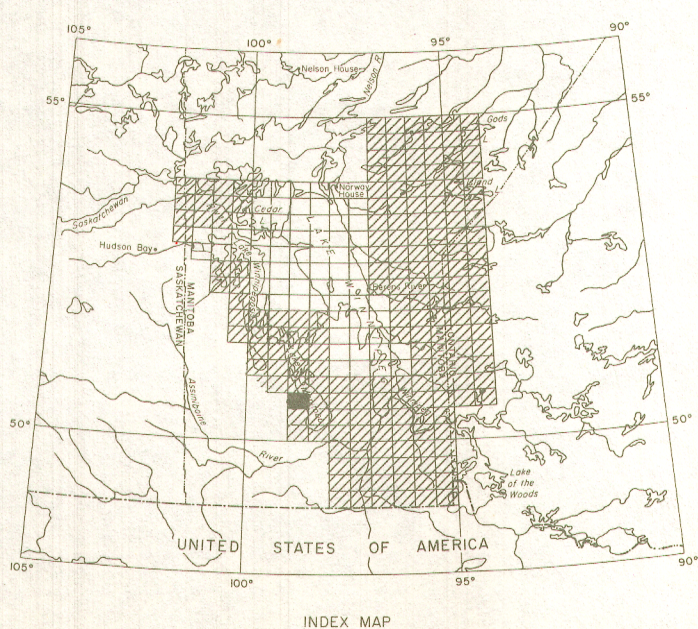 105°
100°
95°
90°
Nelson House
Nelson R
55°
55°
Gods
L
Norway
House
Island L
Saskatchewan
Cedar
Hudson Bay
LAKE
WINNIPEG
Berens River
MANITOBA
SASKATCHEWAN
ONTARIO
MANITOBA
Assiniboine
River
50°
50°
Lake
of the
Woods
UNITED STATES OF AMERICA
105°
100°
95°
90°
INDEX MAP